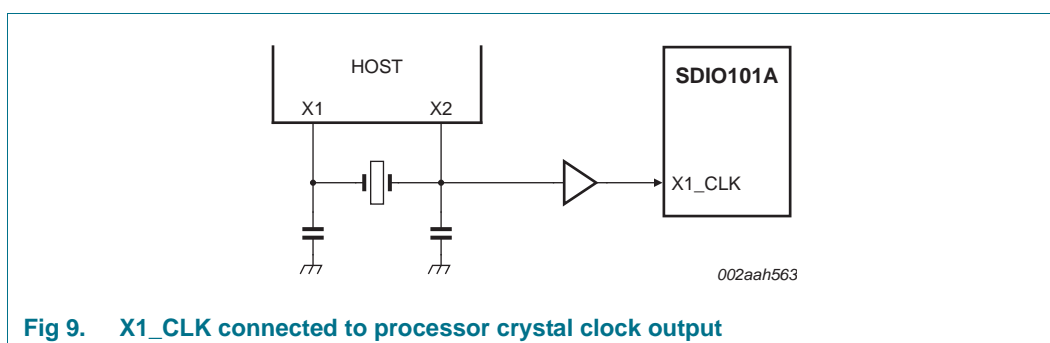 HOST
SDIO101A
X1 X2
X1_CLK
002aah563
Fig 9. X1_CLK connected to processor crystal clock output